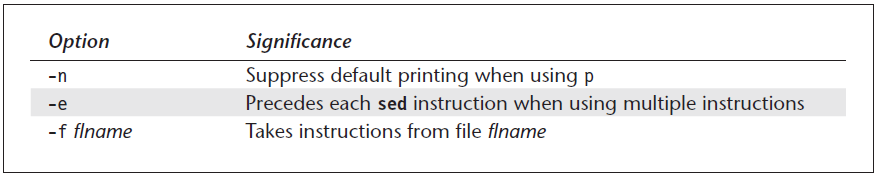 Option Significance
-n Suppress default printing when using p
-e Precedes each sed instruction when using multiple instructions
-f flname Takes instructions from file flname